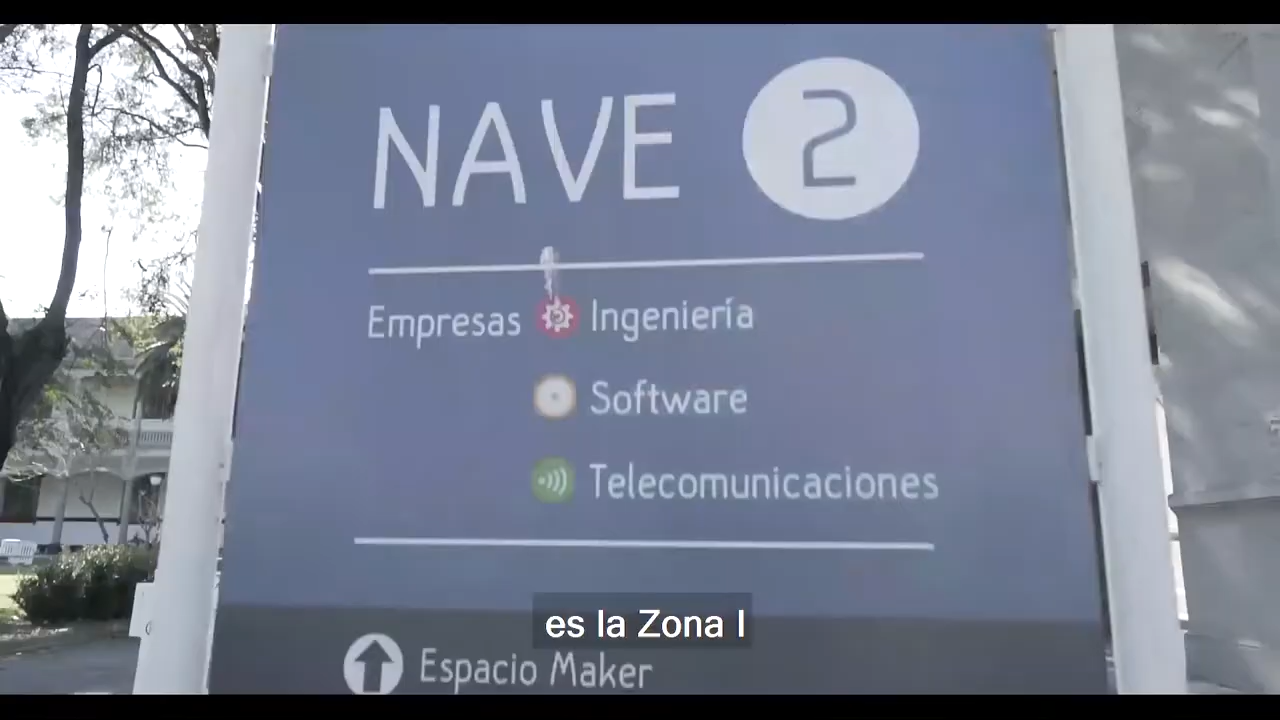 NAVE 2
Empresas Ingeniería
Software
Telecomunicaciones
es la Zona I
Espacio Maker